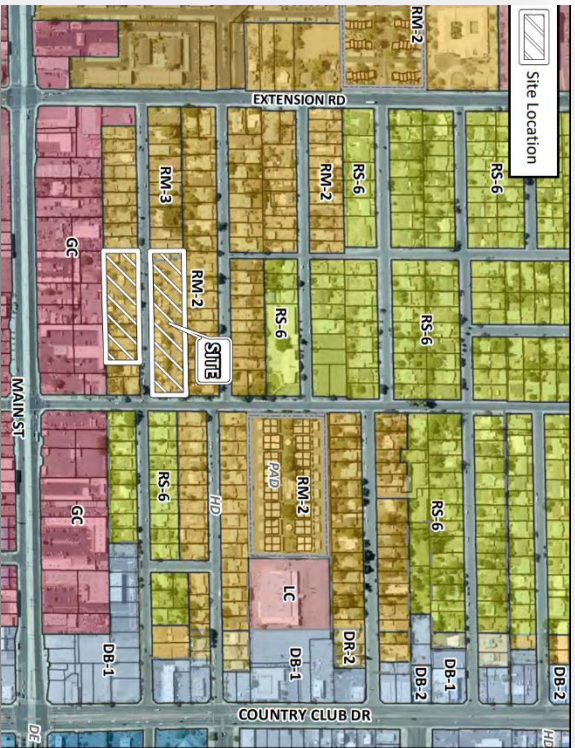 Site Location
RM-2
EXTENSION RD
RS-6
RS-6
RM-2
RM-3
GC
RM-2
RS-6
RS-6
SITE
MAIN ST
RS-6
GC
HD
PAD
RM-2
RS-6
LC
DR-2
DB-1
DB-1
DB-2
DB-1
DB-2
COUNTRY CLUB DR
DE
HD